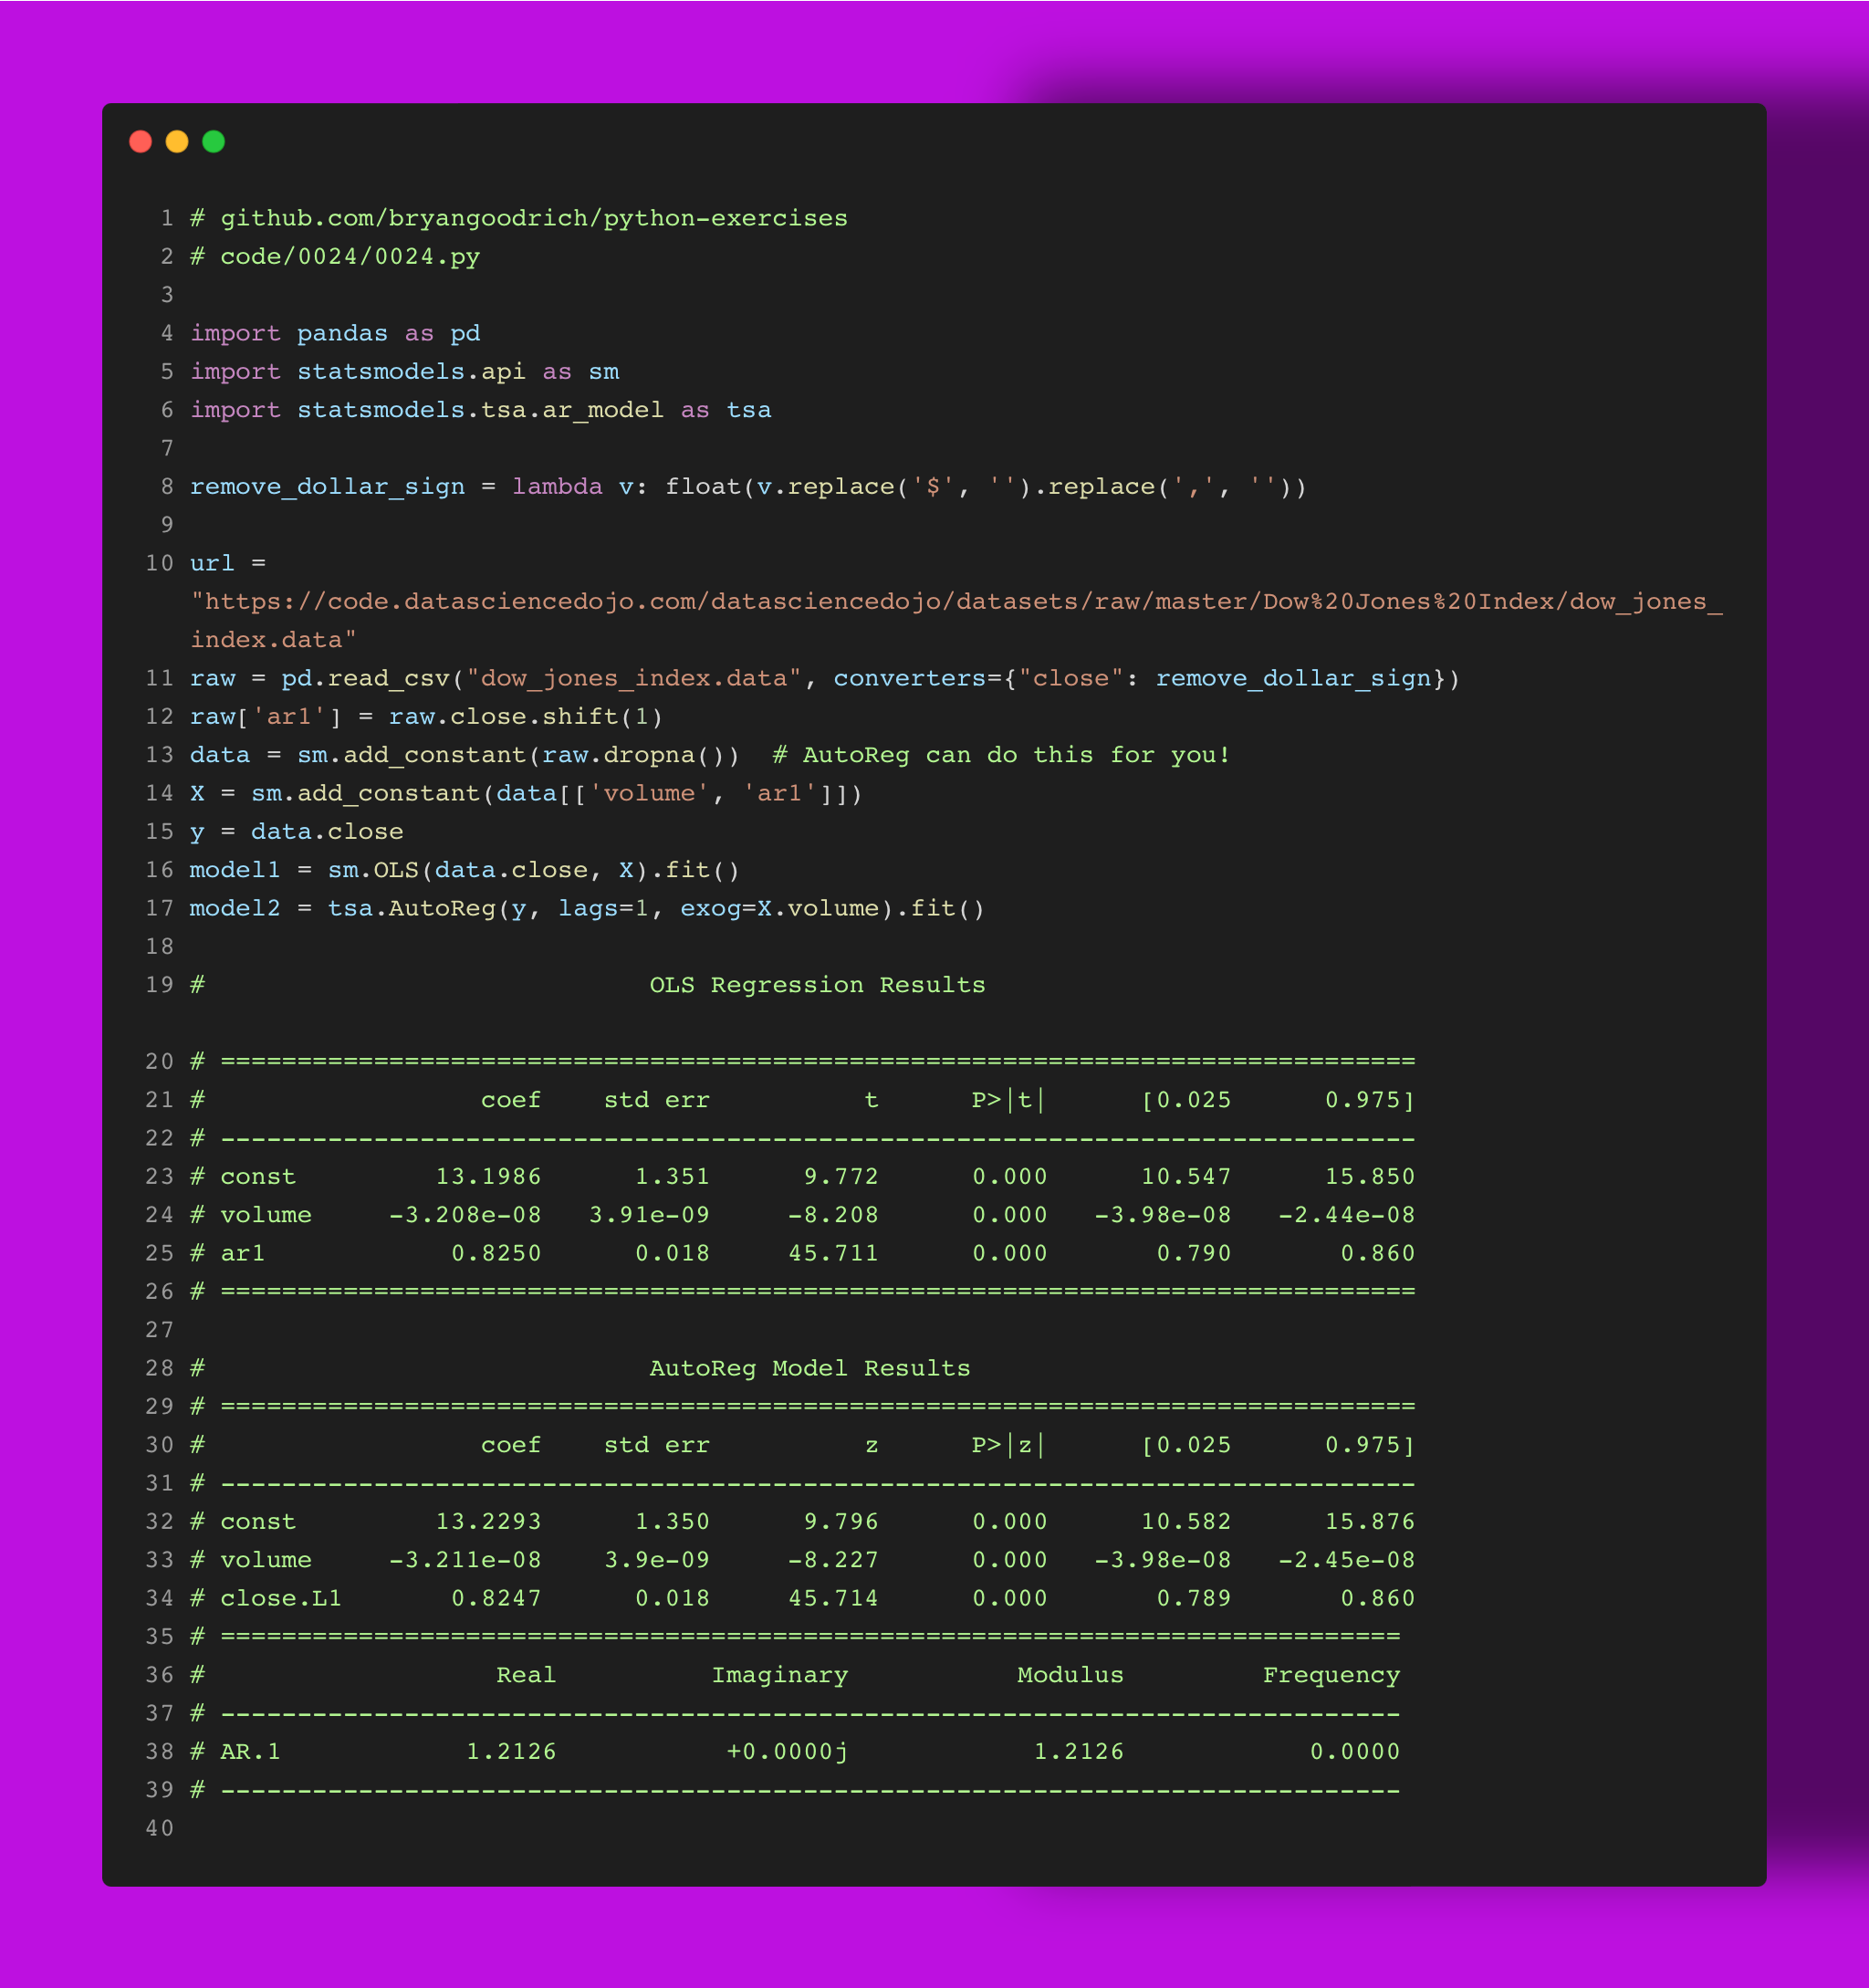 1 # github.com/bryangoodrich/python-exercises
2 # code/0024/0024.py
3
4 import pandas as pd
5 import statsmodels.api as sm
6 import statsmodels.tsa.ar_model as tsa
7
8 remove_dollar_sign = lambda v: float(v.replace('$', '').replace(',', ''))
9
10 url =
"https://code.datasciencedojo.com/datasciencedojo/datasets/raw/master/Dow%20Jones%20Index/dow_jones_
index.data"
11 raw = pd.read_csv("dow_jones_index.data", converters={"close": remove_dollar_sign})
12 raw['ar1'] = raw.close.shift(1)
13 data = sm.add_constant(raw.dropna())  # AutoReg can do this for you!
14 X = sm.add_constant(data[['volume', 'ar1']])
15 y = data.close
16 model1 = sm.OLS(data.close, X).fit()
17 model2 = tsa.AutoReg(y, lags=1, exog=X.volume).fit()
18
19 #                             OLS Regression Results
20 # ==============================================================================
21 #                  coef    std err          t      P>|t|      [0.025      0.975]
22 # ------------------------------------------------------------------------------
23 # const         13.1986      1.351      9.772      0.000      10.547      15.850
24 # volume     -3.208e-08   3.91e-09     -8.208      0.000   -3.98e-08   -2.44e-08
25 # ar1            0.8250      0.018     45.711      0.000       0.790       0.860
26 # ==============================================================================
27
28 #                             AutoReg Model Results
29 # ==============================================================================
30 #                  coef    std err          z      P>|z|      [0.025      0.975]
31 # ------------------------------------------------------------------------------
32 # const         13.2293      1.350      9.796      0.000      10.582      15.876
33 # volume     -3.211e-08    3.9e-09     -8.227      0.000   -3.98e-08   -2.45e-08
34 # close.L1       0.8247      0.018     45.714      0.000       0.789       0.860
35 # =============================================================================
36 #                   Real          Imaginary           Modulus         Frequency
37 # -----------------------------------------------------------------------------
38 # AR.1            1.2126           +0.0000j            1.2126            0.0000
39 # -----------------------------------------------------------------------------
40